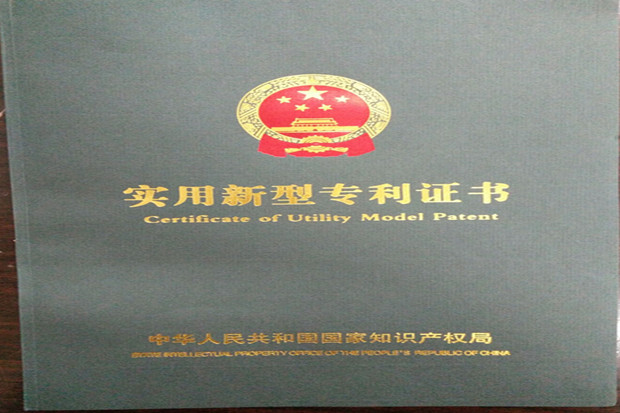 实用新型专利证书
Certificate of Utility Model Patent
中华人民共和国国家知识产权局
INTELLECTUAL PROPERTY OFFICE OF THE PEOPLE'S REPUBLIC OF CHINA